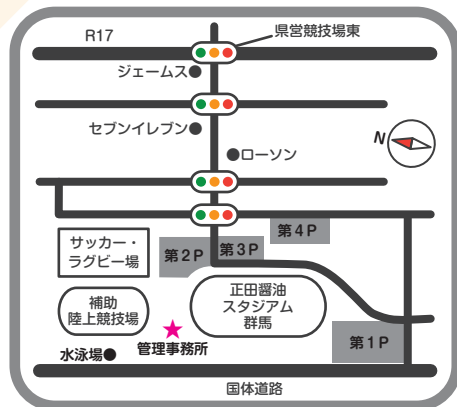 R17
県営競技場東
ジェームス
セブンイレブン
N
ローソン
第4P
サッカー・
ラグビー場
第2P
第3P
補助
陸上競技場
正田醤油
スタジアム
群馬
第1P
水泳場
管理事務所
国体道路